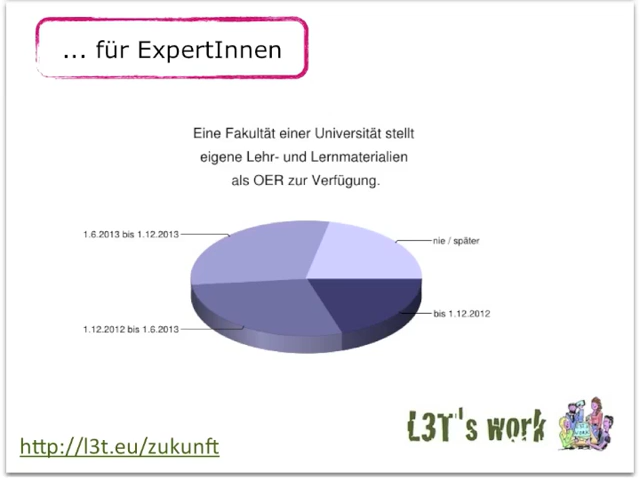 ... für ExpertInnen
Eine Fakultät einer Universität stellt
eigene Lehr- und Lernmaterialien
als OER zur Verfügung.
1.6.2013 bis 1.12.2013
nie / später
bis 1.12.2012
1.12.2012 bis 1.6.2013
L3T's work
http://l3t.eu/zukunft